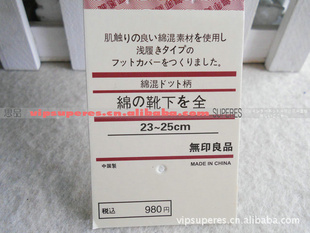 肌触りの良い綿混素材を使用し
浅履きタイプの
フットカバーをつくりました。
綿混ドット柄
綿の靴下を全
SUPERES
www.vipsuperes.cn.alibaba.com
23~25cm
無印良品
中国製
MADE IN CHINA
税込 980円
vipsuperes.cn.alibaba.com